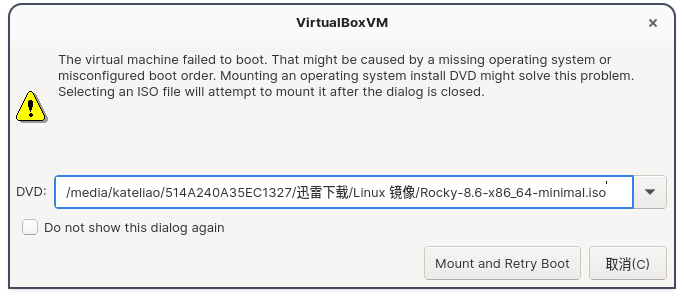 VirtualBoxVM
The virtual machine failed to boot. That might be caused by a missing operating system or
misconfigured boot order. Mounting an operating system install DVD might solve this problem.
Selecting an ISO file will attempt to mount it after the dialog is closed.
DVD: /media/kateliao/514A240A35EC1327/迅雷下载/Linux 镜像/Rocky-8.6-x86_64-minimal.iso'
Do not show this dialog again
Mount and Retry Boot 取消(C)